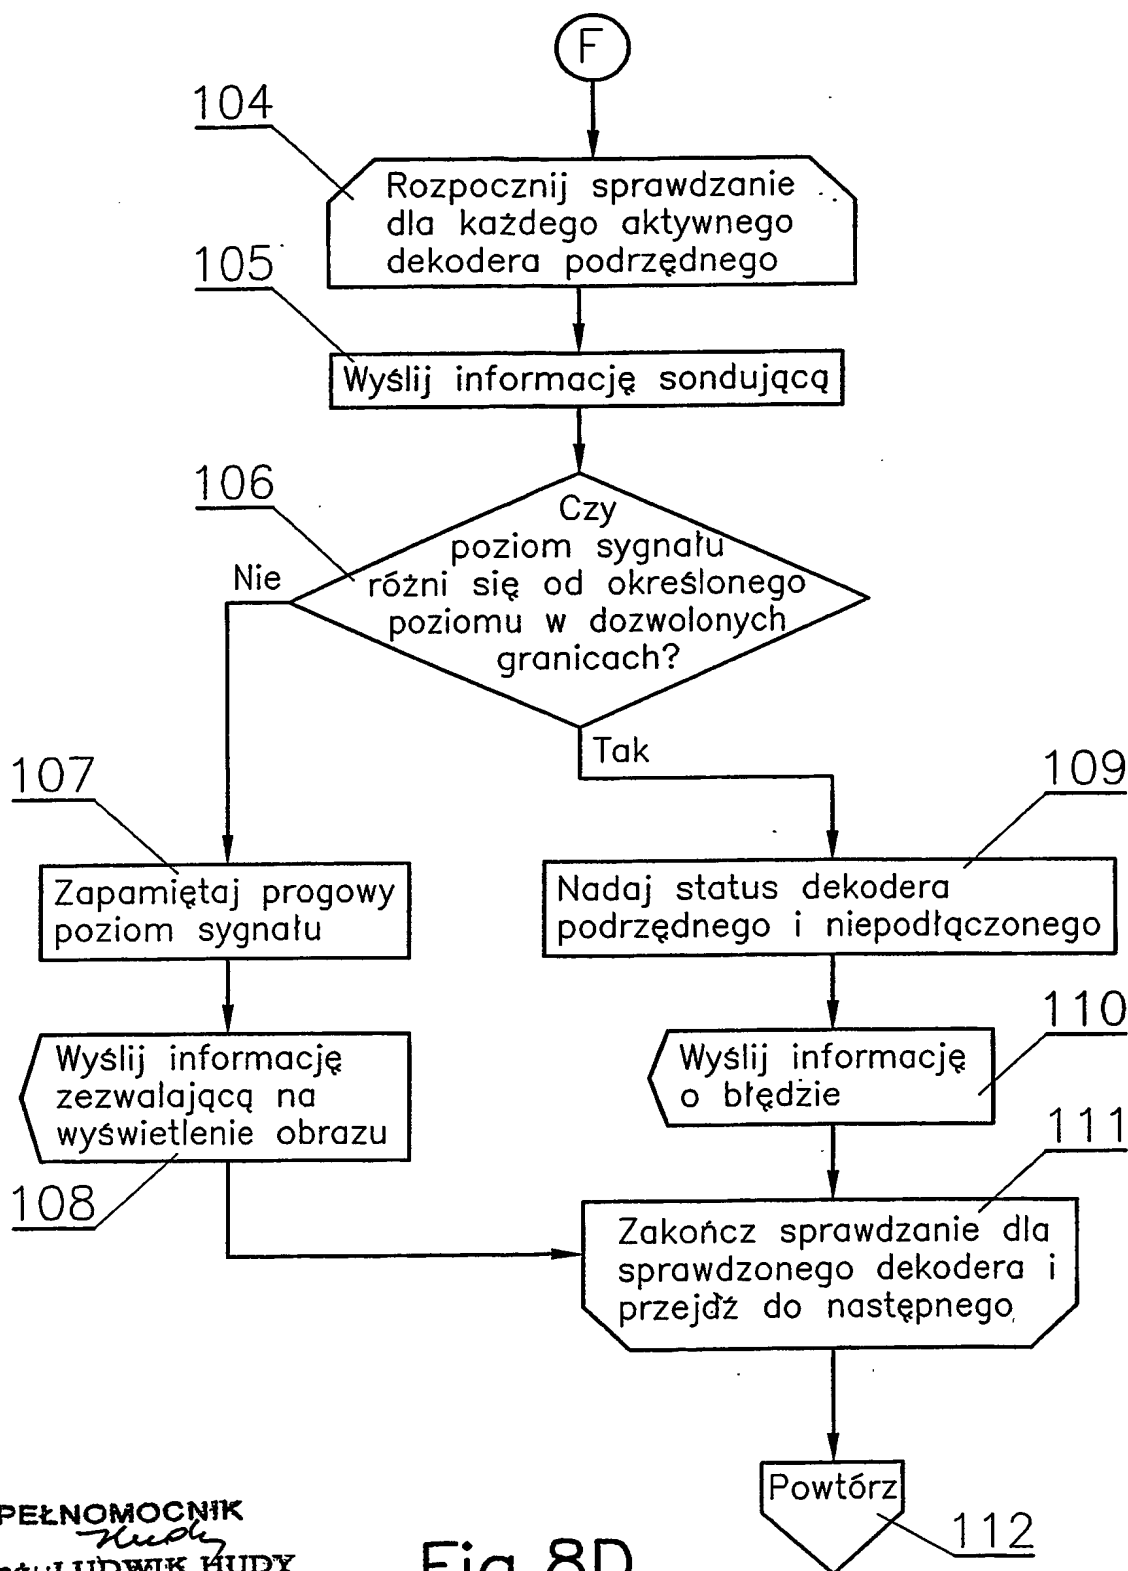 F
104
Rozpocznij sprawdzanie
dla każdego aktywnego
dekodera podrzędnego
105
Wyślij informację sondującą
106
Czy
poziom sygnału
różni się od określonego
poziomu w dozwolonych
granicach?
Nie
Tak
107
Zapamiętaj progowy
poziom sygnału
109
Nadaj status dekodera
podrzędnego i niepodłączonego
Wyślij informację
zezwalającą na
wyświetlenie obrazu
108
110
Wyślij informację
o błędzie
111
Zakończ sprawdzanie dla
sprawdzonego dekodera i
przejdź do następnego
Powtórz
112
PEŁNOMOCNIK
Hudy
LUDWIK HUDY
Fig.8D